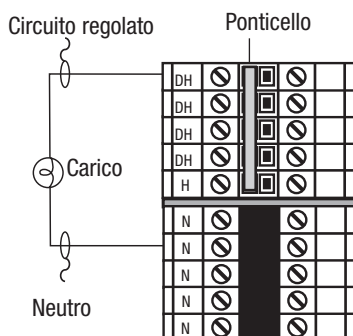 Circuito regolato
Ponticello
DH
DH
DH
DH
H
Carico
N
N
N
N
N
Neutro